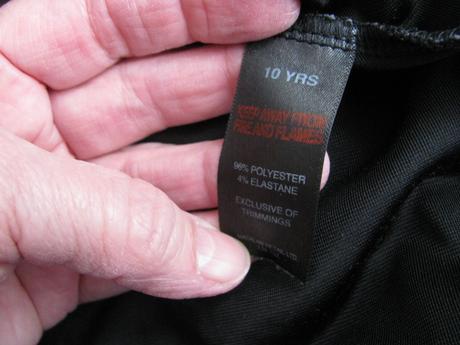 10 YRS
KEEP AWAY FROM
FIRE AND FLAMES
96% POLYESTER
4% ELASTANE
EXCLUSIVE OF
TRIMMINGS